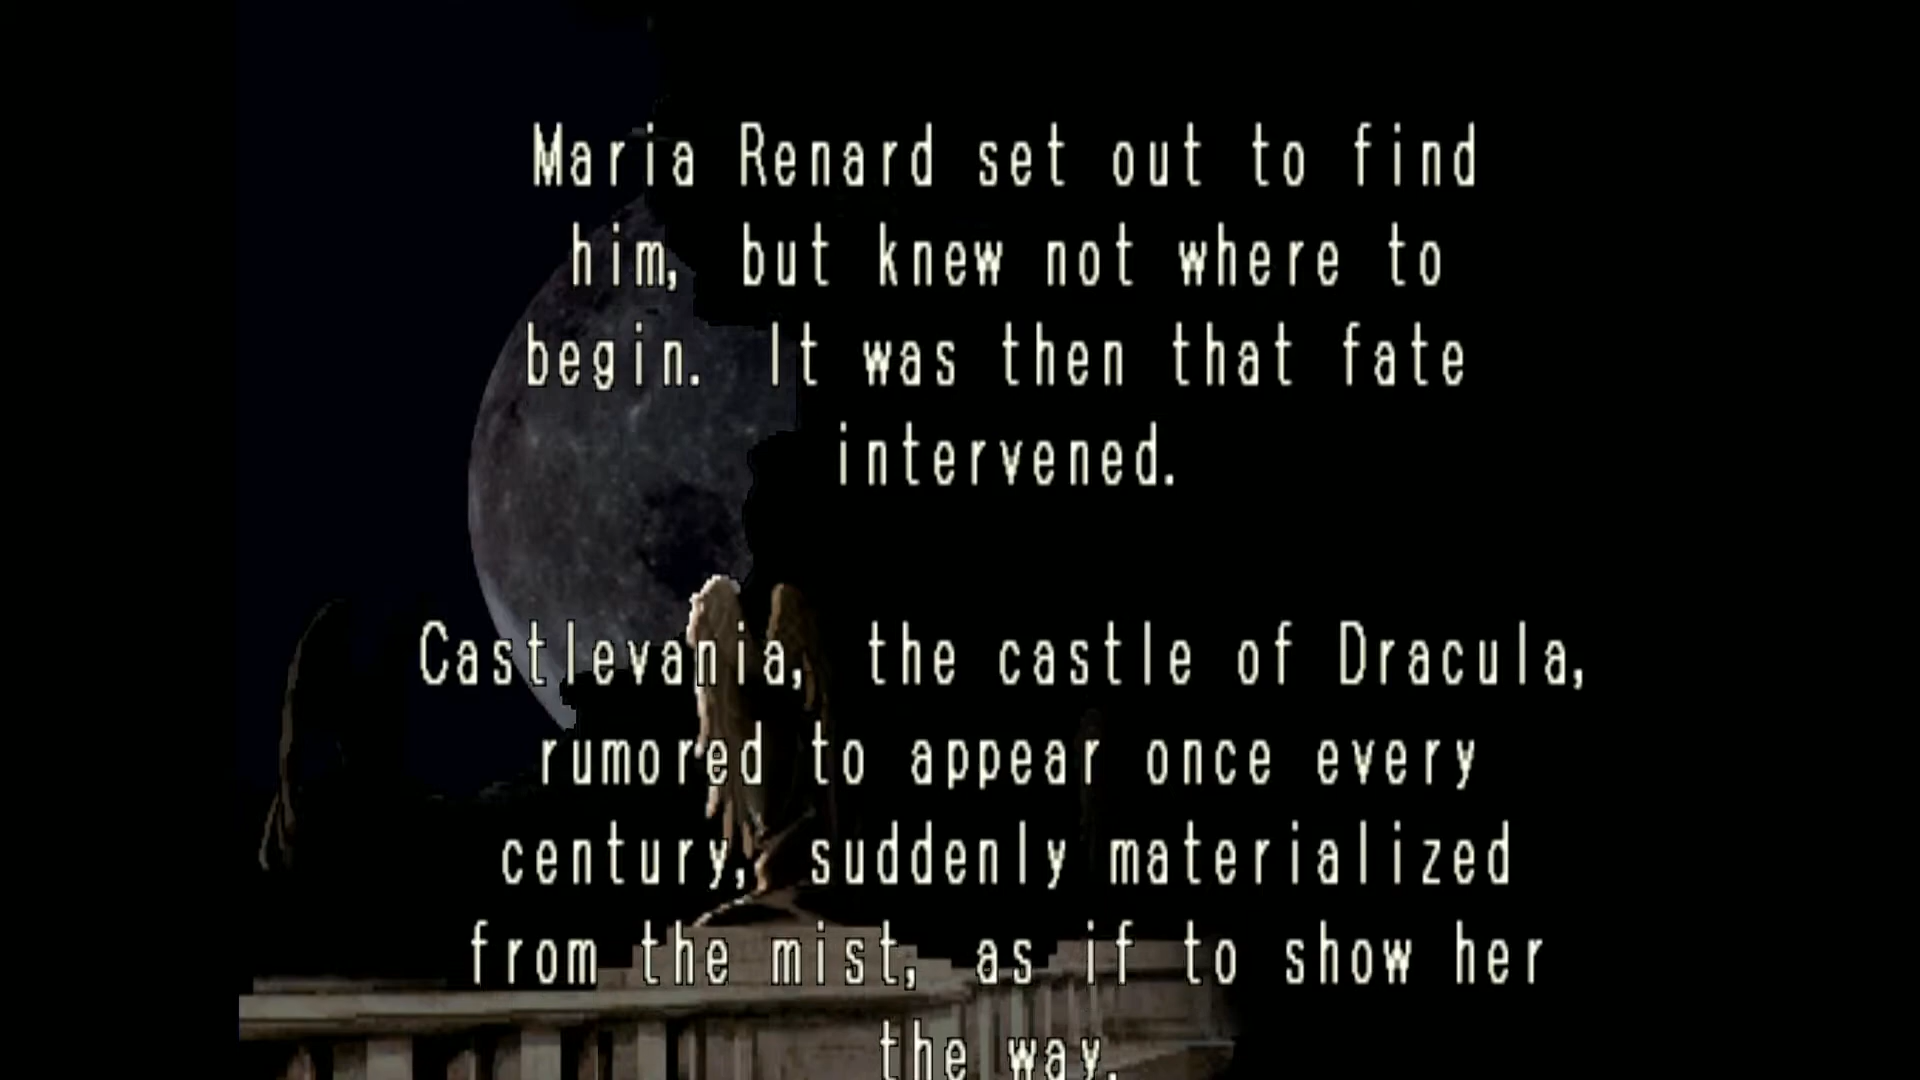 Maria Renard set out to find
him, but knew not where to
begin. It was then that fate
intervened.
Castlevania, the castle of Dracula,
rumored to appear once every
century, suddenly materialized
from the mist, as if to show her
the way.